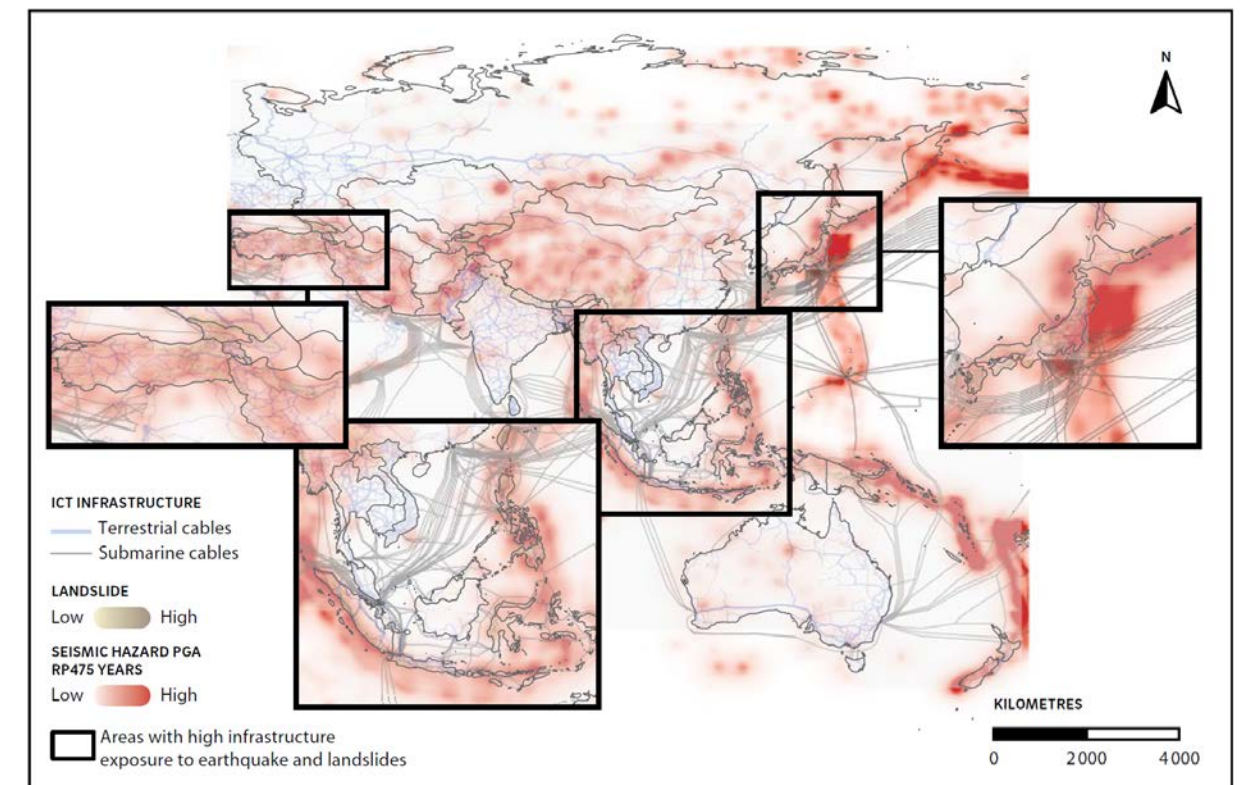 N
ICT INFRASTRUCTURE
Terrestrial cables
Submarine cables
LANDSLIDE
Low High
SEISMIC HAZARD PGA
RP475 YEARS
Low High
Areas with high infrastructure
exposure to earthquake and landslides
KILOMETRES
0 2000 4000